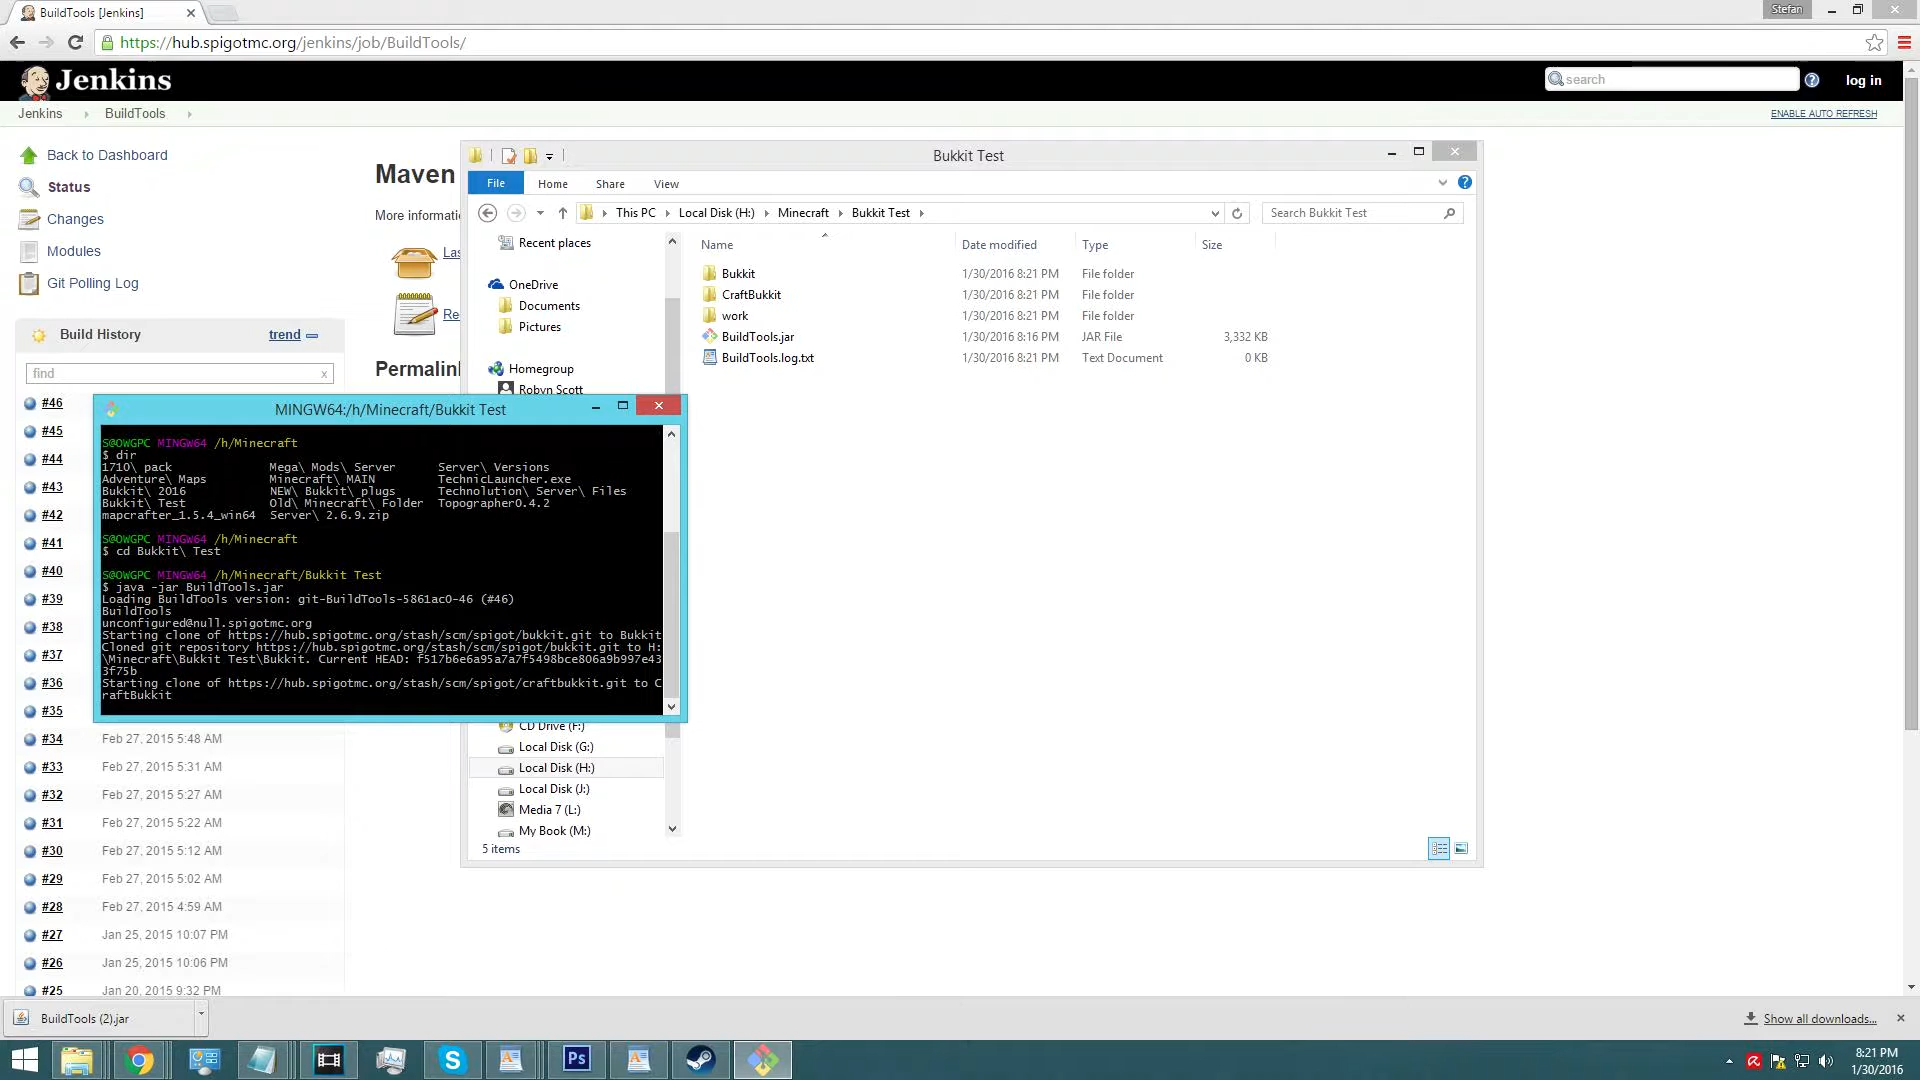 BuildTools [Jenkins]
Stefan
https://hub.spigotmc.org/jenkins/job/BuildTools/
Jenkins
search
log in
Jenkins
BuildTools
ENABLE AUTO REFRESH
Back to Dashboard
Status
Changes
Modules
Git Polling Log
Build History
trend
find
x
#46
#45
#44
#43
#42
#41
#40
#39
#38
#37
#36
#35
#34 Feb 27, 2015 5:48 AM
#33 Feb 27, 2015 5:31 AM
#32 Feb 27, 2015 5:27 AM
#31 Feb 27, 2015 5:22 AM
#30 Feb 27, 2015 5:12 AM
#29 Feb 27, 2015 5:02 AM
#28 Feb 27, 2015 4:59 AM
#27 Jan 25, 2015 10:07 PM
#26 Jan 25, 2015 10:06 PM
#25 Jan 20, 2015 9:32 PM
Maven
More informati
Las
Re
Permalin
Bukkit Test
File Home Share View
This PC Local Disk (H:) Minecraft Bukkit Test
Search Bukkit Test
Recent places
OneDrive
Documents
Pictures
Homegroup
Robyn Scott
CD Drive (F:)
Local Disk (G:)
Local Disk (H:)
Local Disk (J:)
Media 7 (L:)
My Book (M:)
Name Date modified Type Size
Bukkit 1/30/2016 8:21 PM File folder
CraftBukkit 1/30/2016 8:21 PM File folder
work 1/30/2016 8:21 PM File folder
BuildTools.jar 1/30/2016 8:16 PM JAR File 3,332 KB
BuildTools.log.txt 1/30/2016 8:21 PM Text Document 0 KB
5 items
MINGW64:/h/Minecraft/Bukkit Test
S@OWGPC MINGW64 /h/Minecraft
$ dir
1710\ pack Mega\ Mods\ Server Server\ Versions
Adventure\ Maps Minecraft\ MAIN TechnicLauncher.exe
Bukkit\ 2016 NEW\ Bukkit\ plugs Technolution\ Server\ Files
Bukkit\ Test Old\ Minecraft\ Folder Topographer0.4.2
mapcrafter_1.5.4_win64 Server\ 2.6.9.zip
S@OWGPC MINGW64 /h/Minecraft
$ cd Bukkit\ Test
S@OWGPC MINGW64 /h/Minecraft/Bukkit Test
$ java -jar BuildTools.jar
Loading BuildTools version: git-BuildTools-5861ac0-46 (#46)
BuildTools
unconfigured@null.spigotmc.org
Starting clone of https://hub.spigotmc.org/stash/scm/spigot/bukkit.git to Bukkit
Cloned git repository https://hub.spigotmc.org/stash/scm/spigot/bukkit.git to H:
\Minecraft\Bukkit Test\Bukkit. Current HEAD: f517b6e6a95a7a7f5498bce806a9b997e43
3f75b
Starting clone of https://hub.spigotmc.org/stash/scm/spigot/craftbukkit.git to C
raftBukkit
BuildTools (2).jar
Show all downloads...
Ps
8:21 PM
1/30/2016